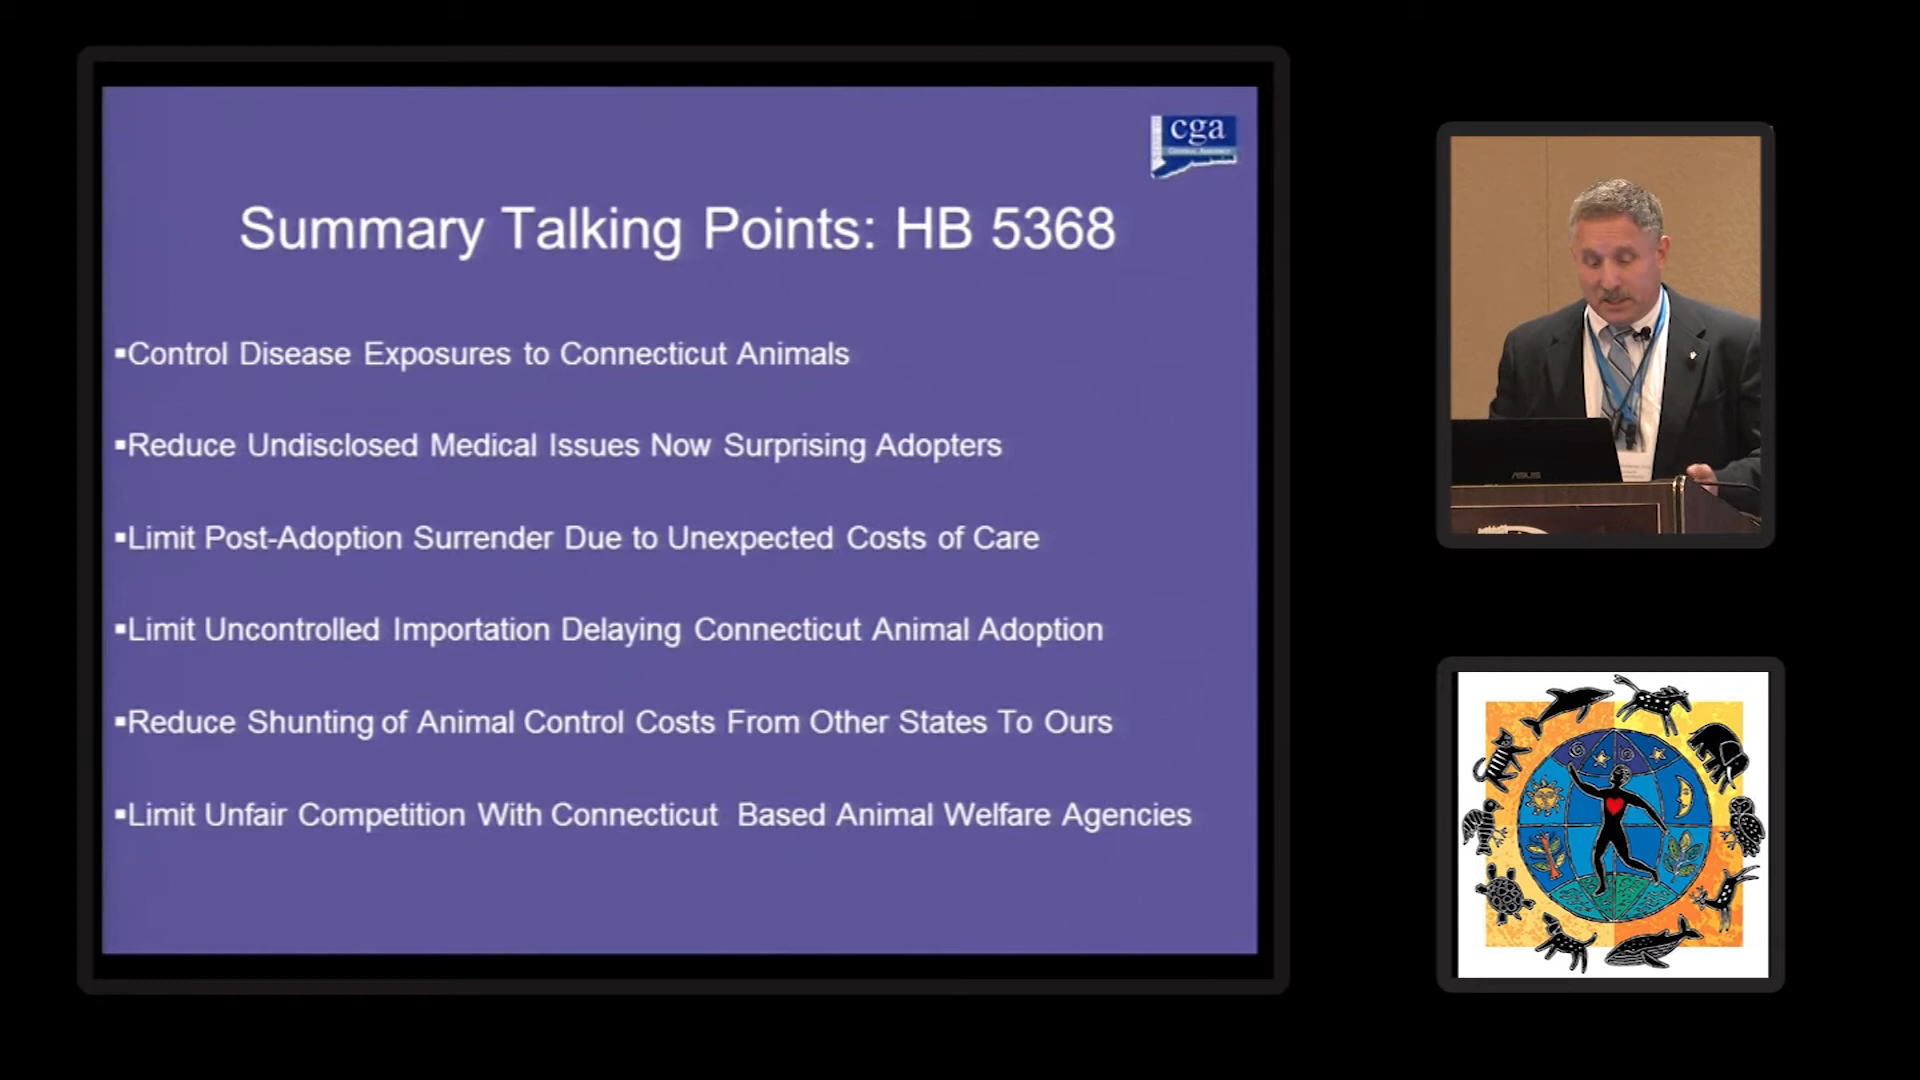 cga
Summary Talking Points: HB 5368
▪Control Disease Exposures to Connecticut Animals
▪Reduce Undisclosed Medical Issues Now Surprising Adopters
▪Limit Post-Adoption Surrender Due to Unexpected Costs of Care
▪Limit Uncontrolled Importation Delaying Connecticut Animal Adoption
▪Reduce Shunting of Animal Control Costs From Other States To Ours
▪Limit Unfair Competition With Connecticut  Based Animal Welfare Agencies
ASUS